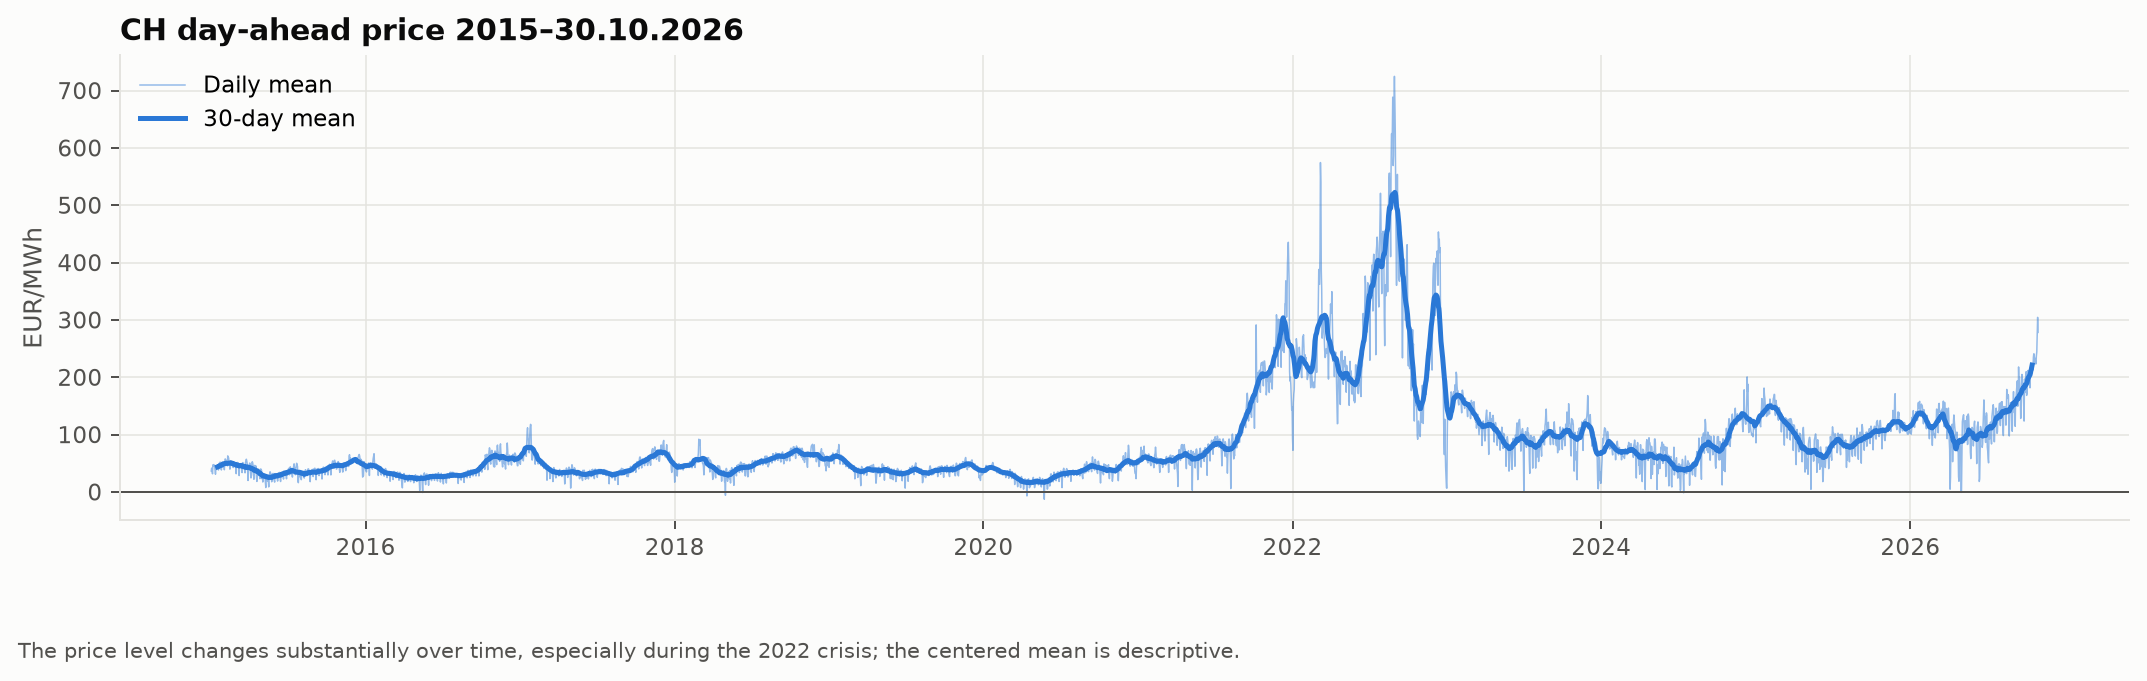 CH day-ahead price 2015–30.10.2026
Daily mean
30-day mean
EUR/MWh
700
600
500
400
300
200
100
0
2016
2018
2020
2022
2024
2026
The price level changes substantially over time, especially during the 2022 crisis; the centered mean is descriptive.